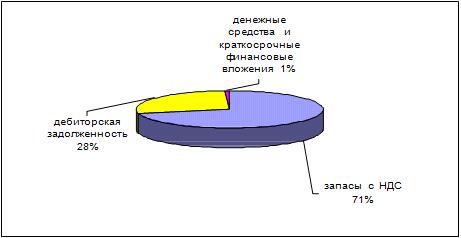 денежные
средства и
краткосрочные
финансовые
вложения 1%
дебиторская
задолженность
28%
запасы с НДС
71%